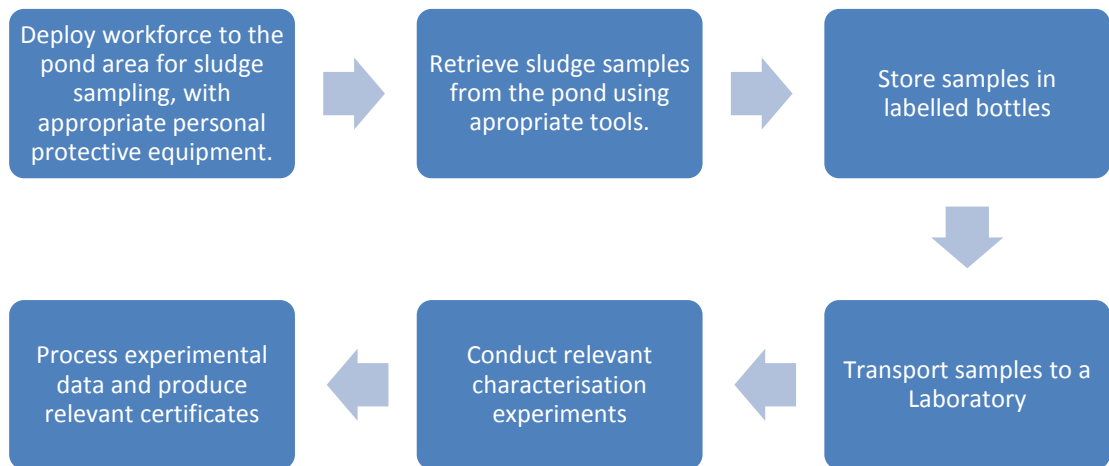 Deploy workforce to the
pond area for sludge
sampling, with
appropriate personal
protective equipment.
Retrieve sludge samples
from the pond using
apropriate tools.
Store samples in
labelled bottles
Transport samples to a
Laboratory
Conduct relevant
characterisation
experiments
Process experimental
data and produce
relevant certificates